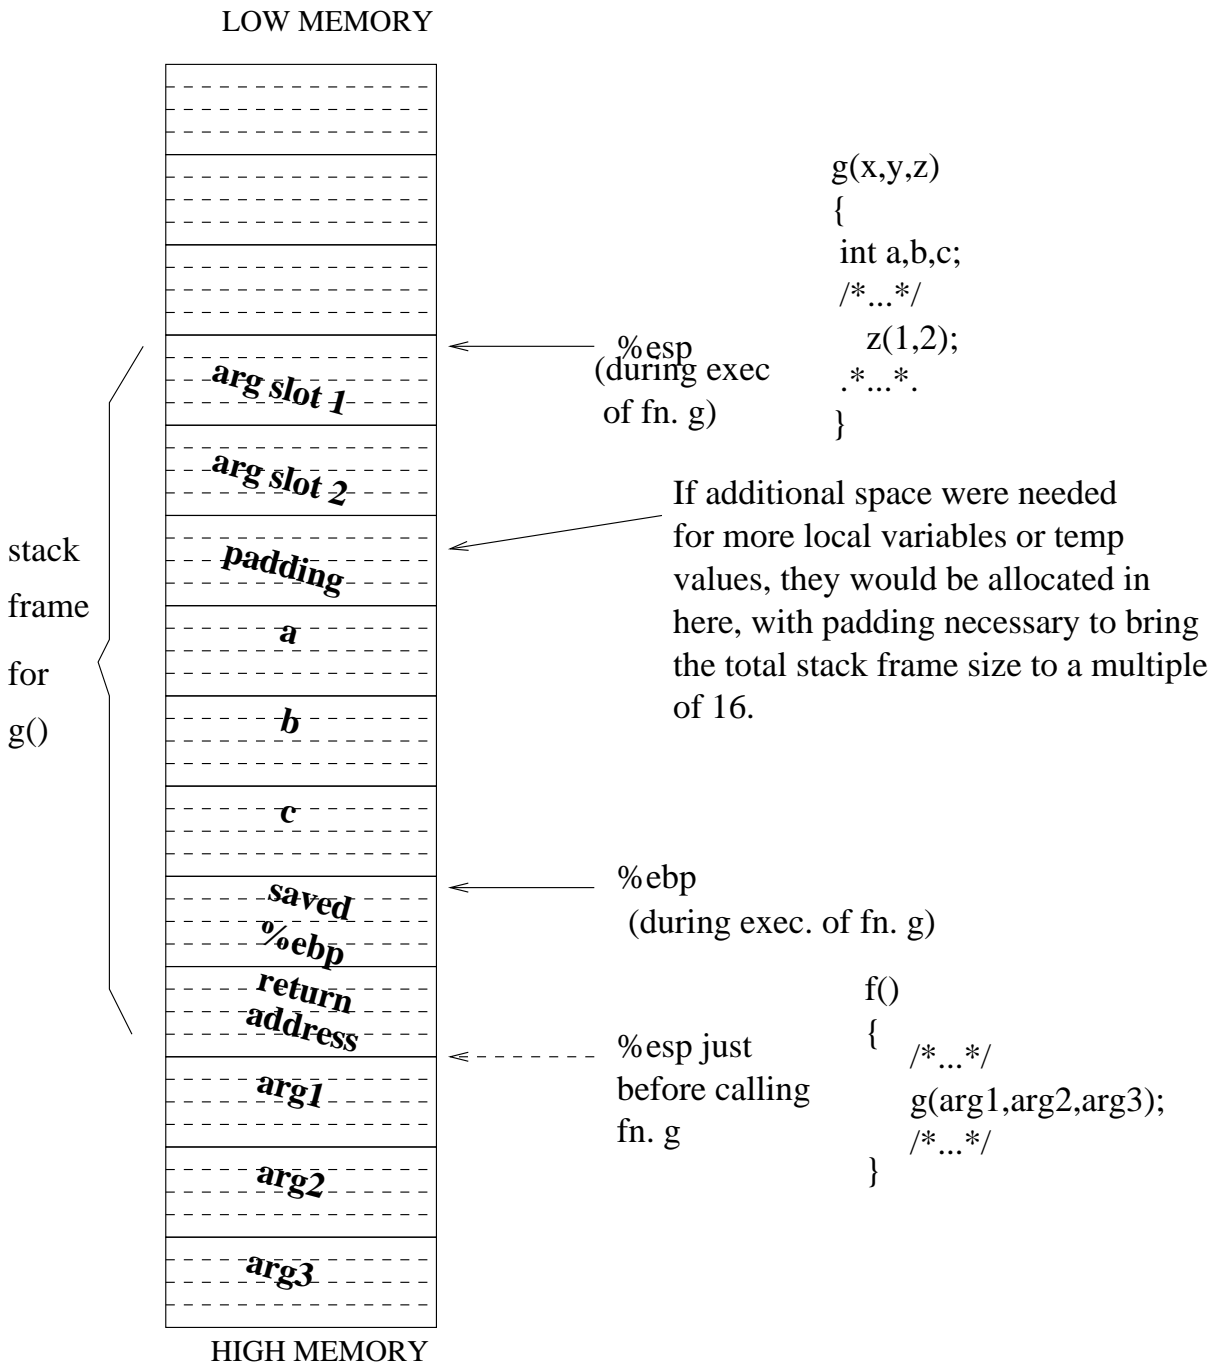 LOW MEMORY
g(x,y,z)
{
int a,b,c;
/*...*/
z(1,2);
.*...*.
}
%esp
(during exec
of fn. g)
arg slot 1
arg slot 2
If additional space were needed
for more local variables or temp
values, they would be allocated in
here, with padding necessary to bring
the total stack frame size to a multiple
of 16.
stack
frame
for
g()
padding
a
b
c
%ebp
(during exec. of fn. g)
saved
%ebp
return
address
f()
{
/*...*/
g(arg1,arg2,arg3);
/*...*/
}
%esp just
before calling
fn. g
arg1
arg2
arg3
HIGH MEMORY